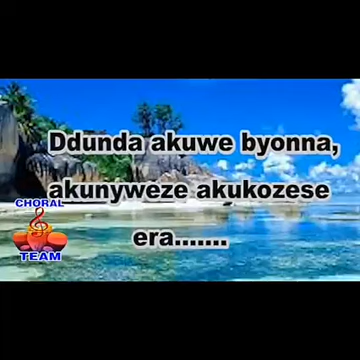 Ddunda akuwe byonna,
akunyweze akukozese
era.......
CHORAL
TEAM